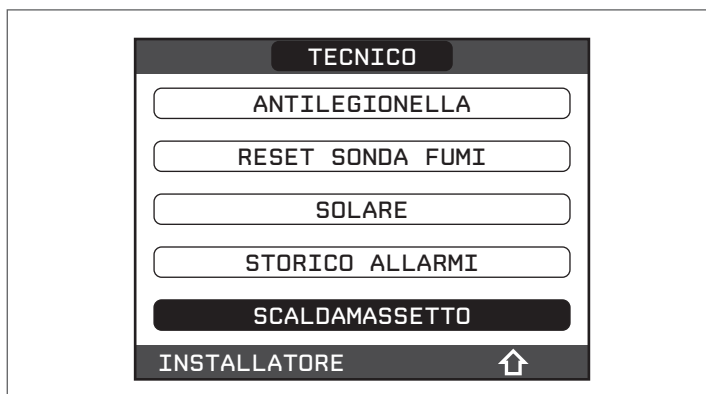 TECNICO
ANTILEGIONELLA
RESET SONDA FUMI
SOLARE
STORICO ALLARMI
SCALDAMASSETTO
INSTALLATORE